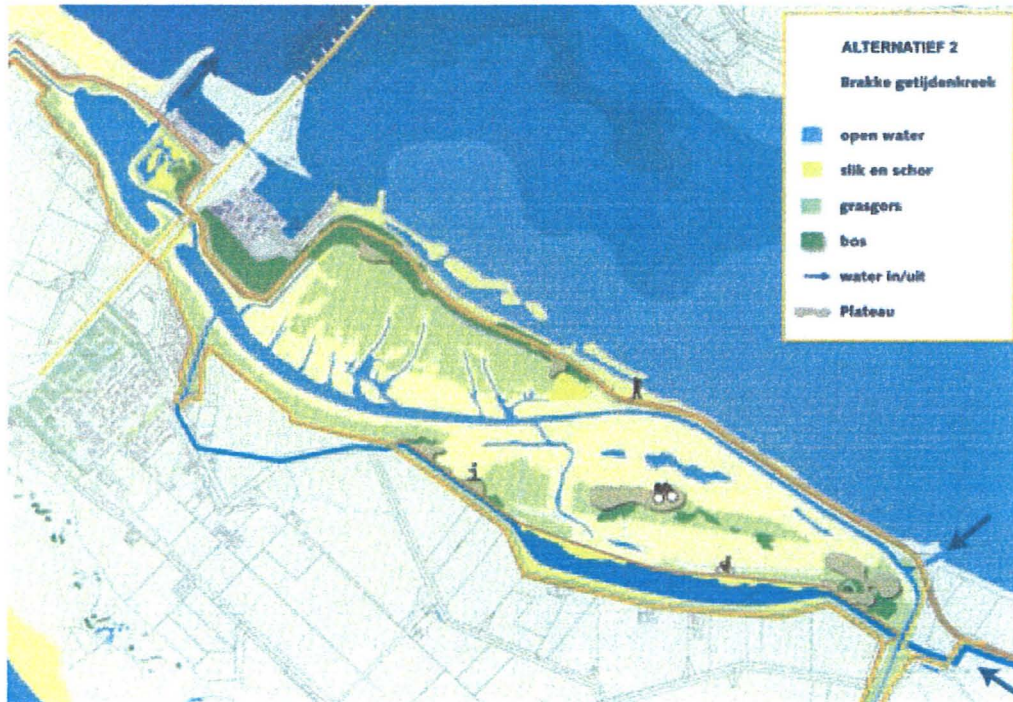 ALTERNATIEF 2
Brakke getijdenkreek
open water
slik en schor
grasgors
bos
water in/uit
Plateau
i